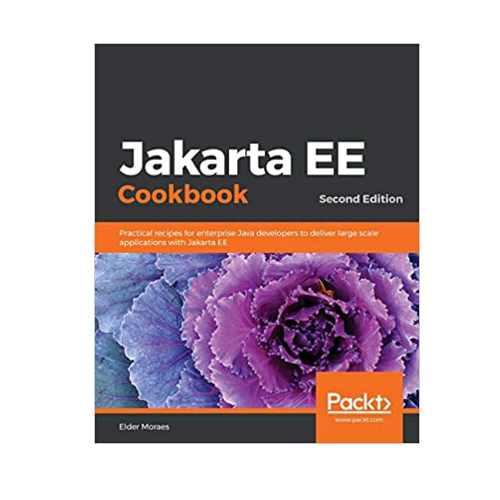 Jakarta EE
Cookbook
Second Edition
Practical recipes for enterprise Java developers to deliver large scale
applications with Jakarta EE
Packt>
www.packt.com
Elder Moraes